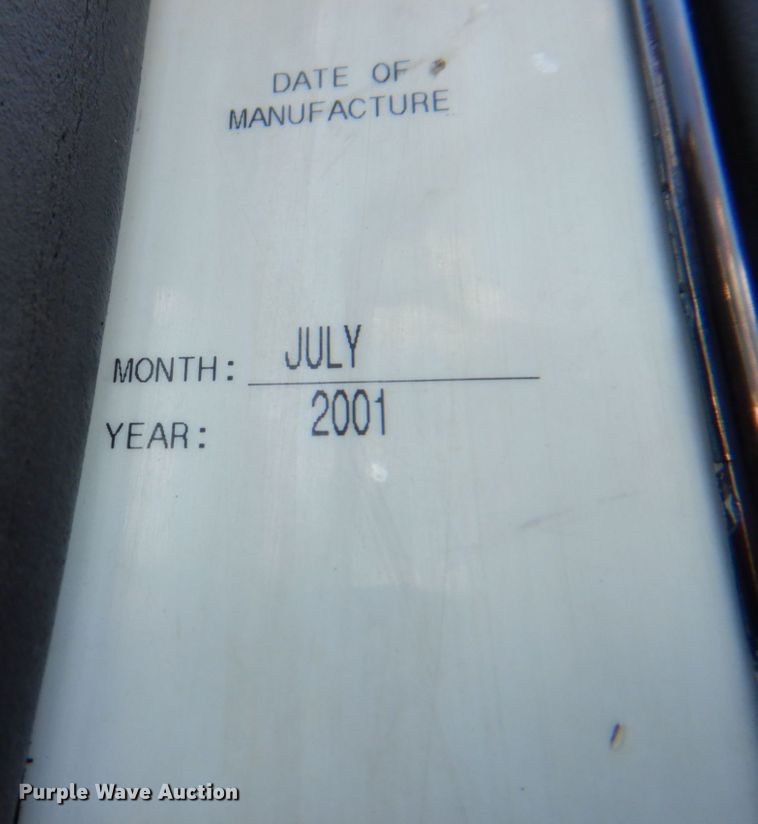 DATE OF
MANUFACTURE
MONTH: JULY
YEAR: 2001
Purple Wave Auction